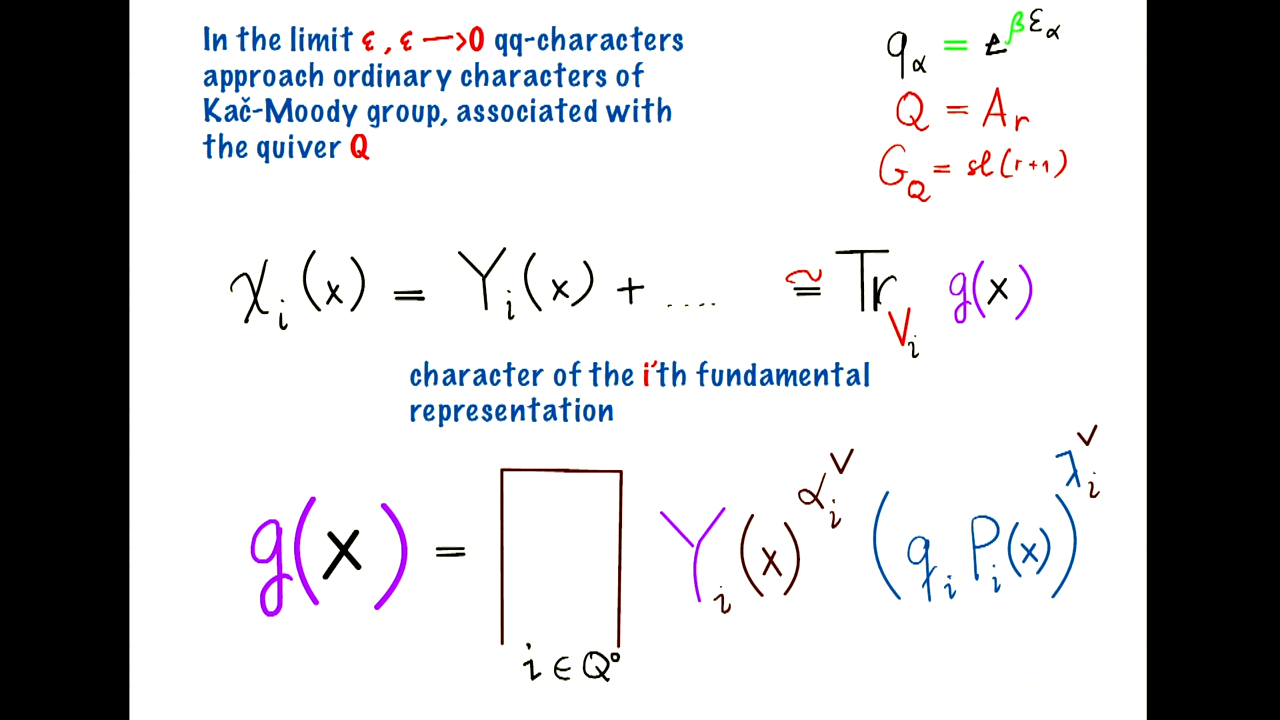 In the limit ε , ε —>0 qq-characters
approach ordinary characters of
Kač-Moody group, associated with
the quiver Q
q_α = e^{βε_α}
Q = A_r
G_Q = sl(r+1)
χ_i(x) = Y_i(x) + .... ≅ Tr_{V_i} g(x)
character of the i'th fundamental
representation
g(x) = ∏_{i ∈ Q°} Y_i(x)^{α_i^∨} (q_i P_i(x))^{λ_i^∨}